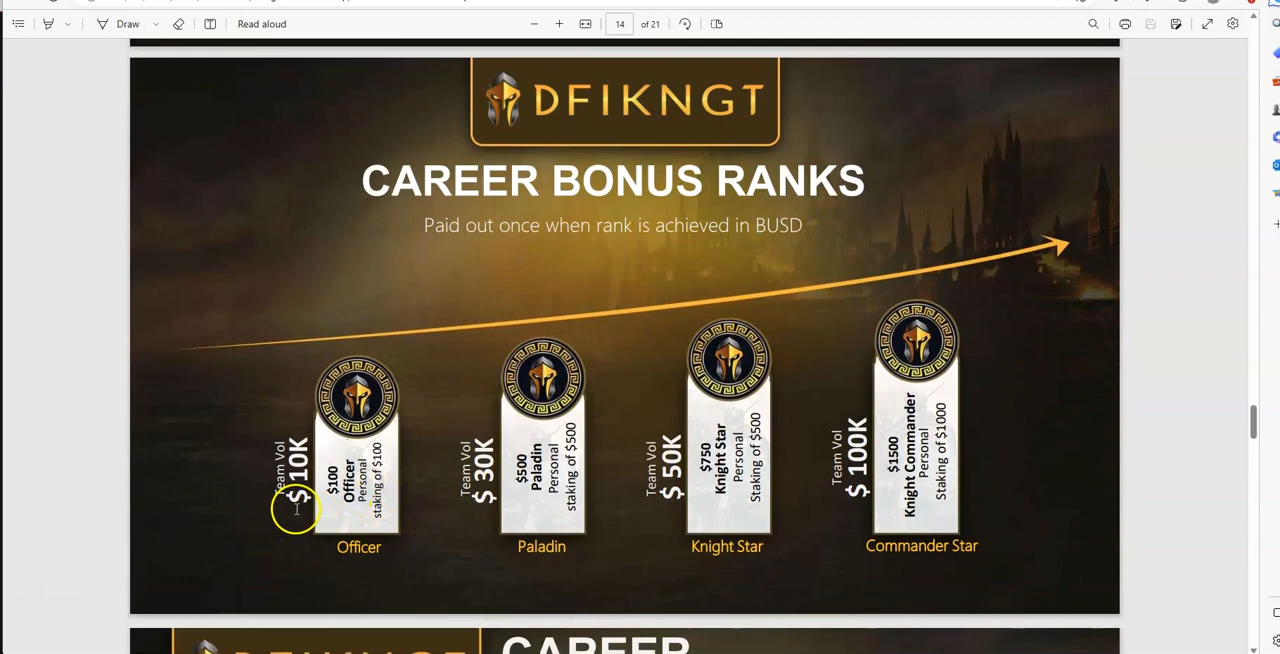 Draw
Read aloud
14
of 21
DFIKNGT
CAREER BONUS RANKS
Paid out once when rank is achieved in BUSD
Team Vol
$ 10K
$100
Officer
Personal
staking of $100
Officer
Team Vol
$ 30K
$500
Paladin
Personal
staking of $500
Paladin
Team Vol
$ 50K
$750
Knight Star
Personal
Staking of $500
Knight Star
Team Vol
$ 100K
$1500
Knight Commander
Personal
Staking of $1000
Commander Star
DFIKNGT
CAREER